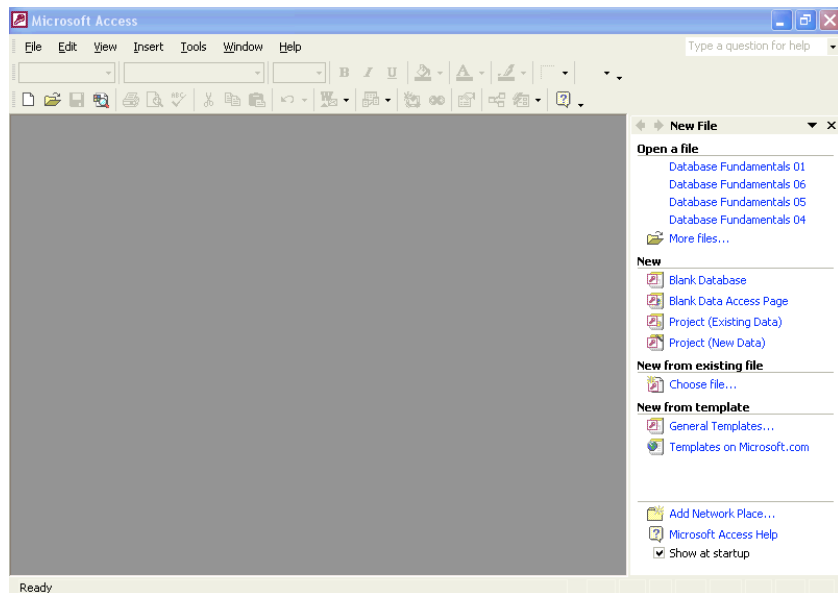 Microsoft Access
File Edit View Insert Tools Window Help Type a question for help
B I U A
ABC
New File
Open a file
Database Fundamentals 01
Database Fundamentals 06
Database Fundamentals 05
Database Fundamentals 04
More files...
New
Blank Database
Blank Data Access Page
Project (Existing Data)
Project (New Data)
New from existing file
Choose file...
New from template
General Templates...
Templates on Microsoft.com
Add Network Place...
Microsoft Access Help
Show at startup
Ready